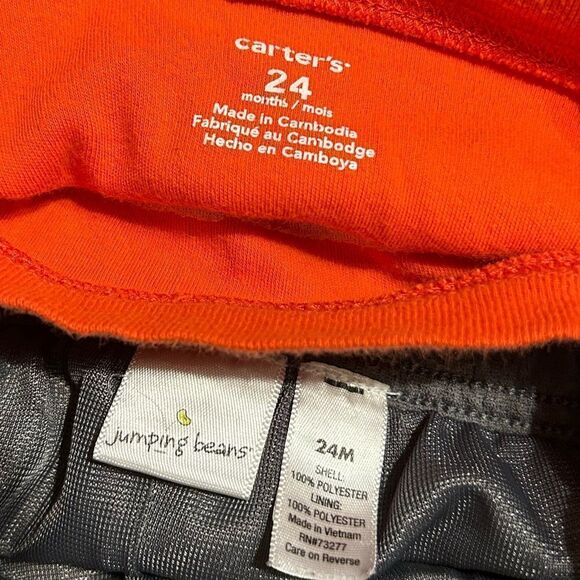 carter's
24
months / mois
Made in Cambodia
Fabriqué au Cambodge
Hecho en Camboya
jumping beans
24M
SHELL:
100% POLYESTER
LINING:
100% POLYESTER
Made in Vietnam
RN#73277
Care on Reverse